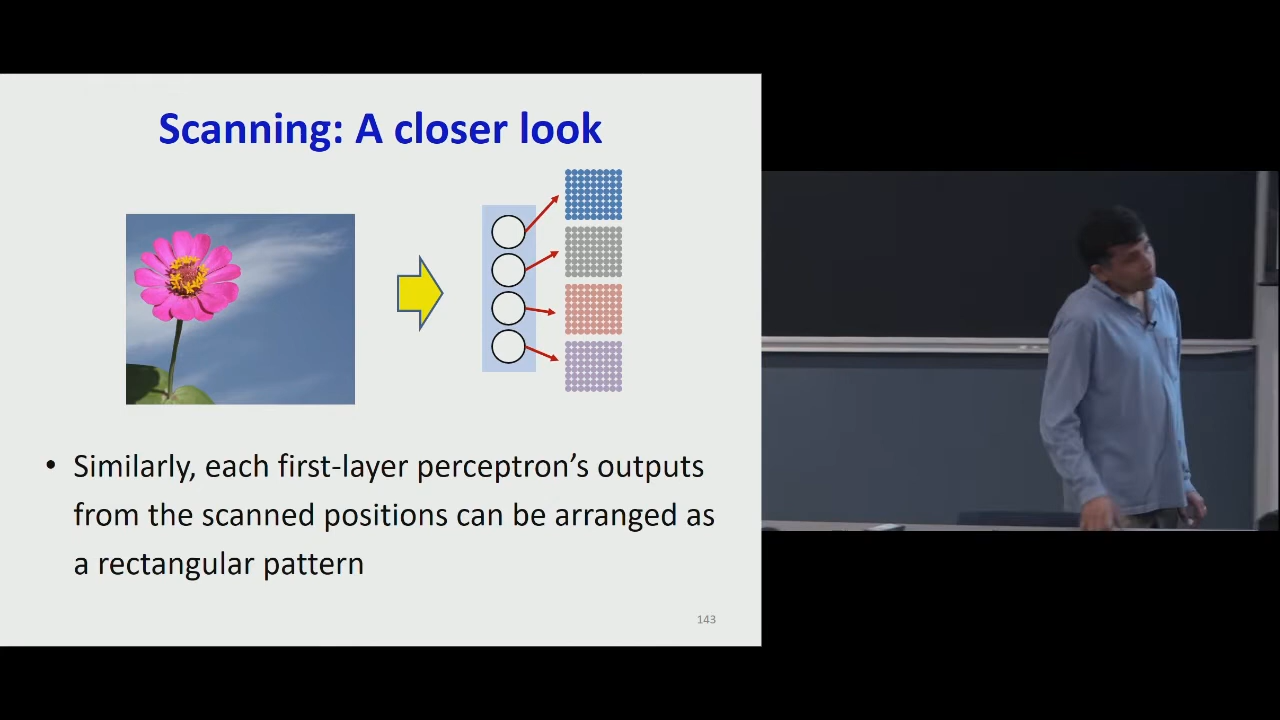 Scanning: A closer look
• Similarly, each first-layer perceptron’s outputs
from the scanned positions can be arranged as
a rectangular pattern
143